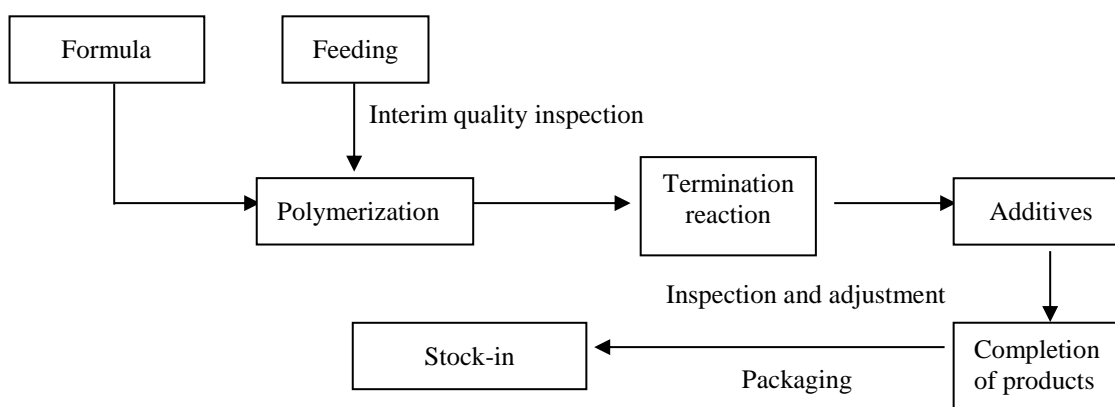 Formula
Feeding
Interim quality inspection
Polymerization
Termination
reaction
Additives
Inspection and adjustment
Completion
of products
Stock-in
Packaging